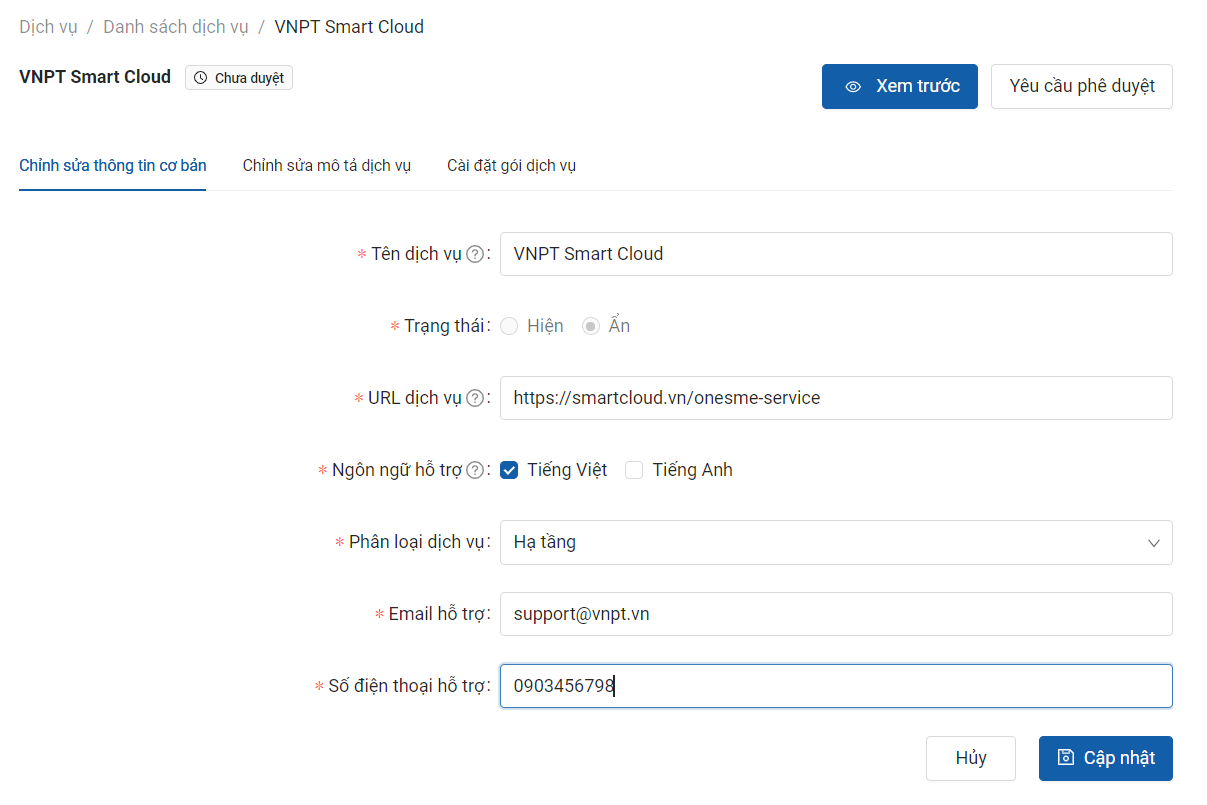 Dịch vụ / Danh sách dịch vụ / VNPT Smart Cloud
VNPT Smart Cloud Chưa duyệt
Xem trước Yêu cầu phê duyệt
Chỉnh sửa thông tin cơ bản Chỉnh sửa mô tả dịch vụ Cài đặt gói dịch vụ
* Tên dịch vụ ? : VNPT Smart Cloud
* Trạng thái : Hiện Ẩn
* URL dịch vụ ? : https://smartcloud.vn/onesme-service
* Ngôn ngữ hỗ trợ ? : Tiếng Việt Tiếng Anh
* Phân loại dịch vụ : Hạ tầng
* Email hỗ trợ : support@vnpt.vn
* Số điện thoại hỗ trợ : 0903456798
Hủy Cập nhật